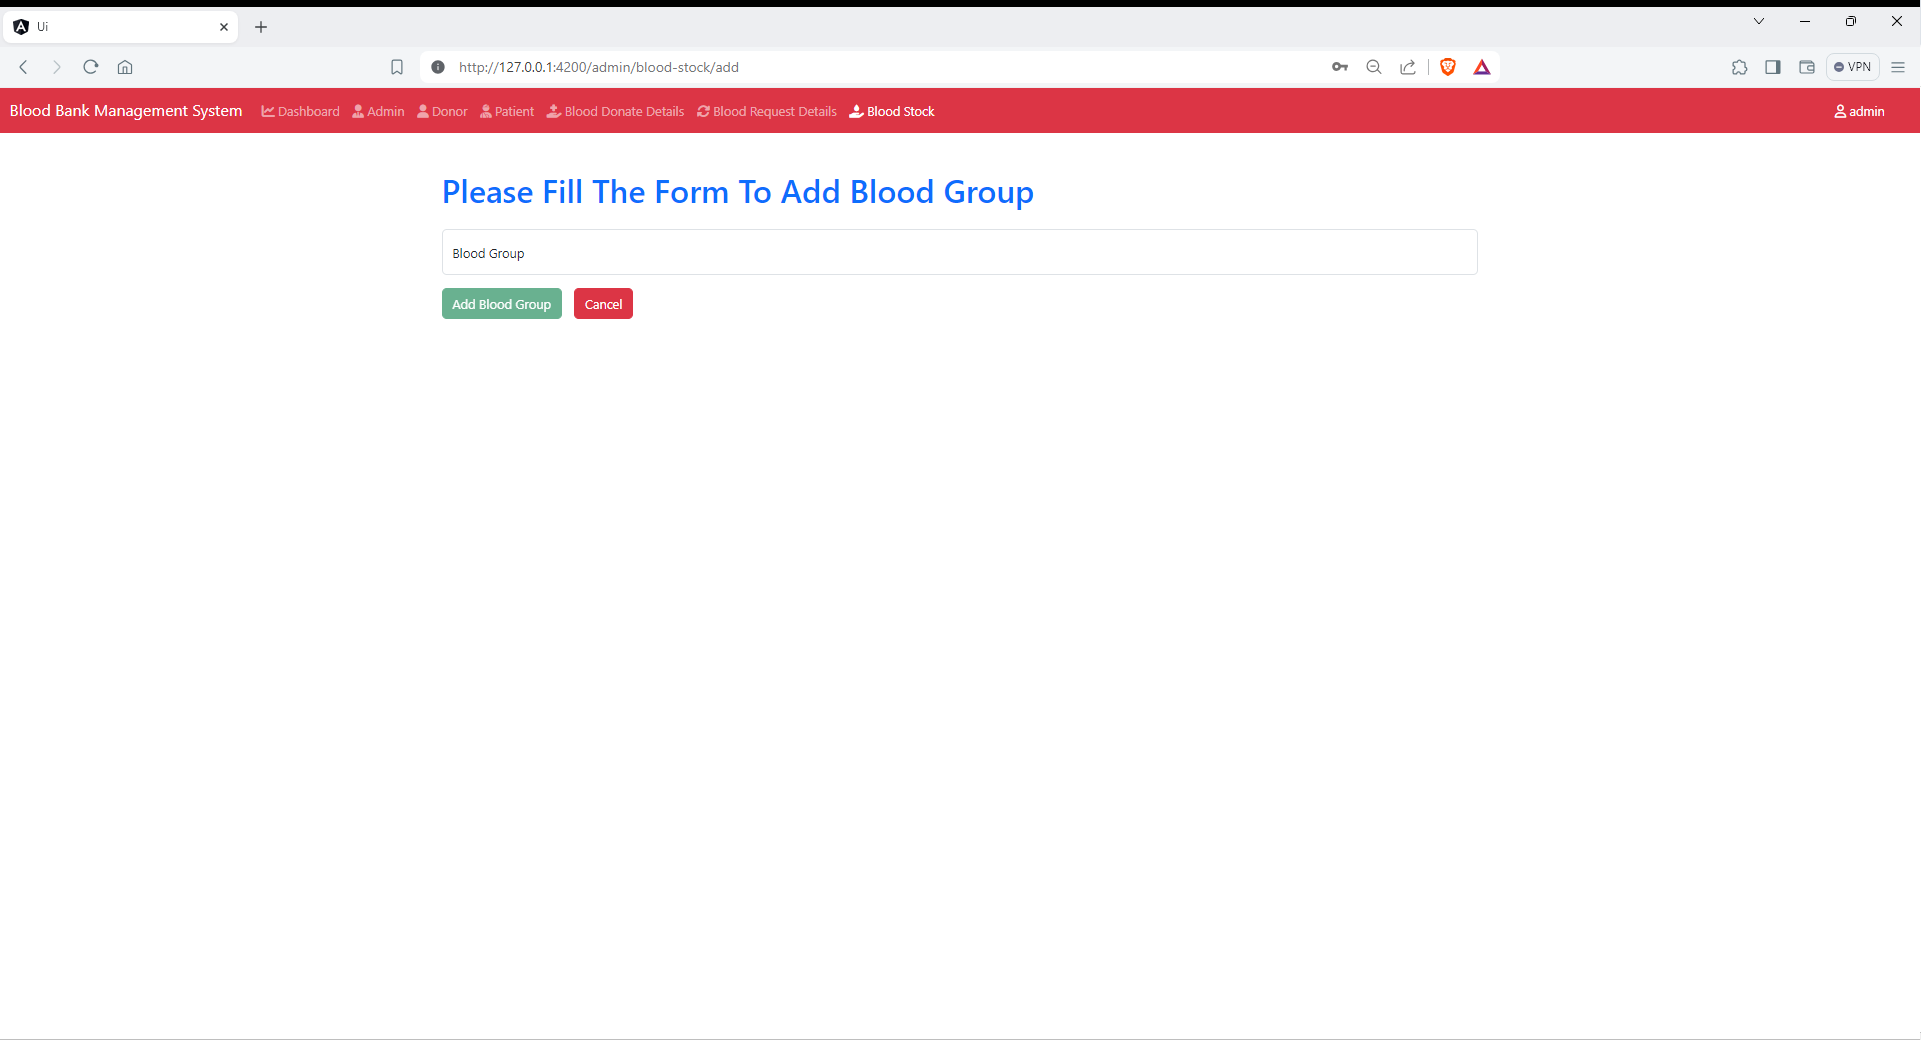 Ui
http://127.0.0.1:4200/admin/blood-stock/add
VPN
Blood Bank Management System Dashboard Admin Donor Patient Blood Donate Details Blood Request Details Blood Stock admin
Please Fill The Form To Add Blood Group
Blood Group
Add Blood Group Cancel